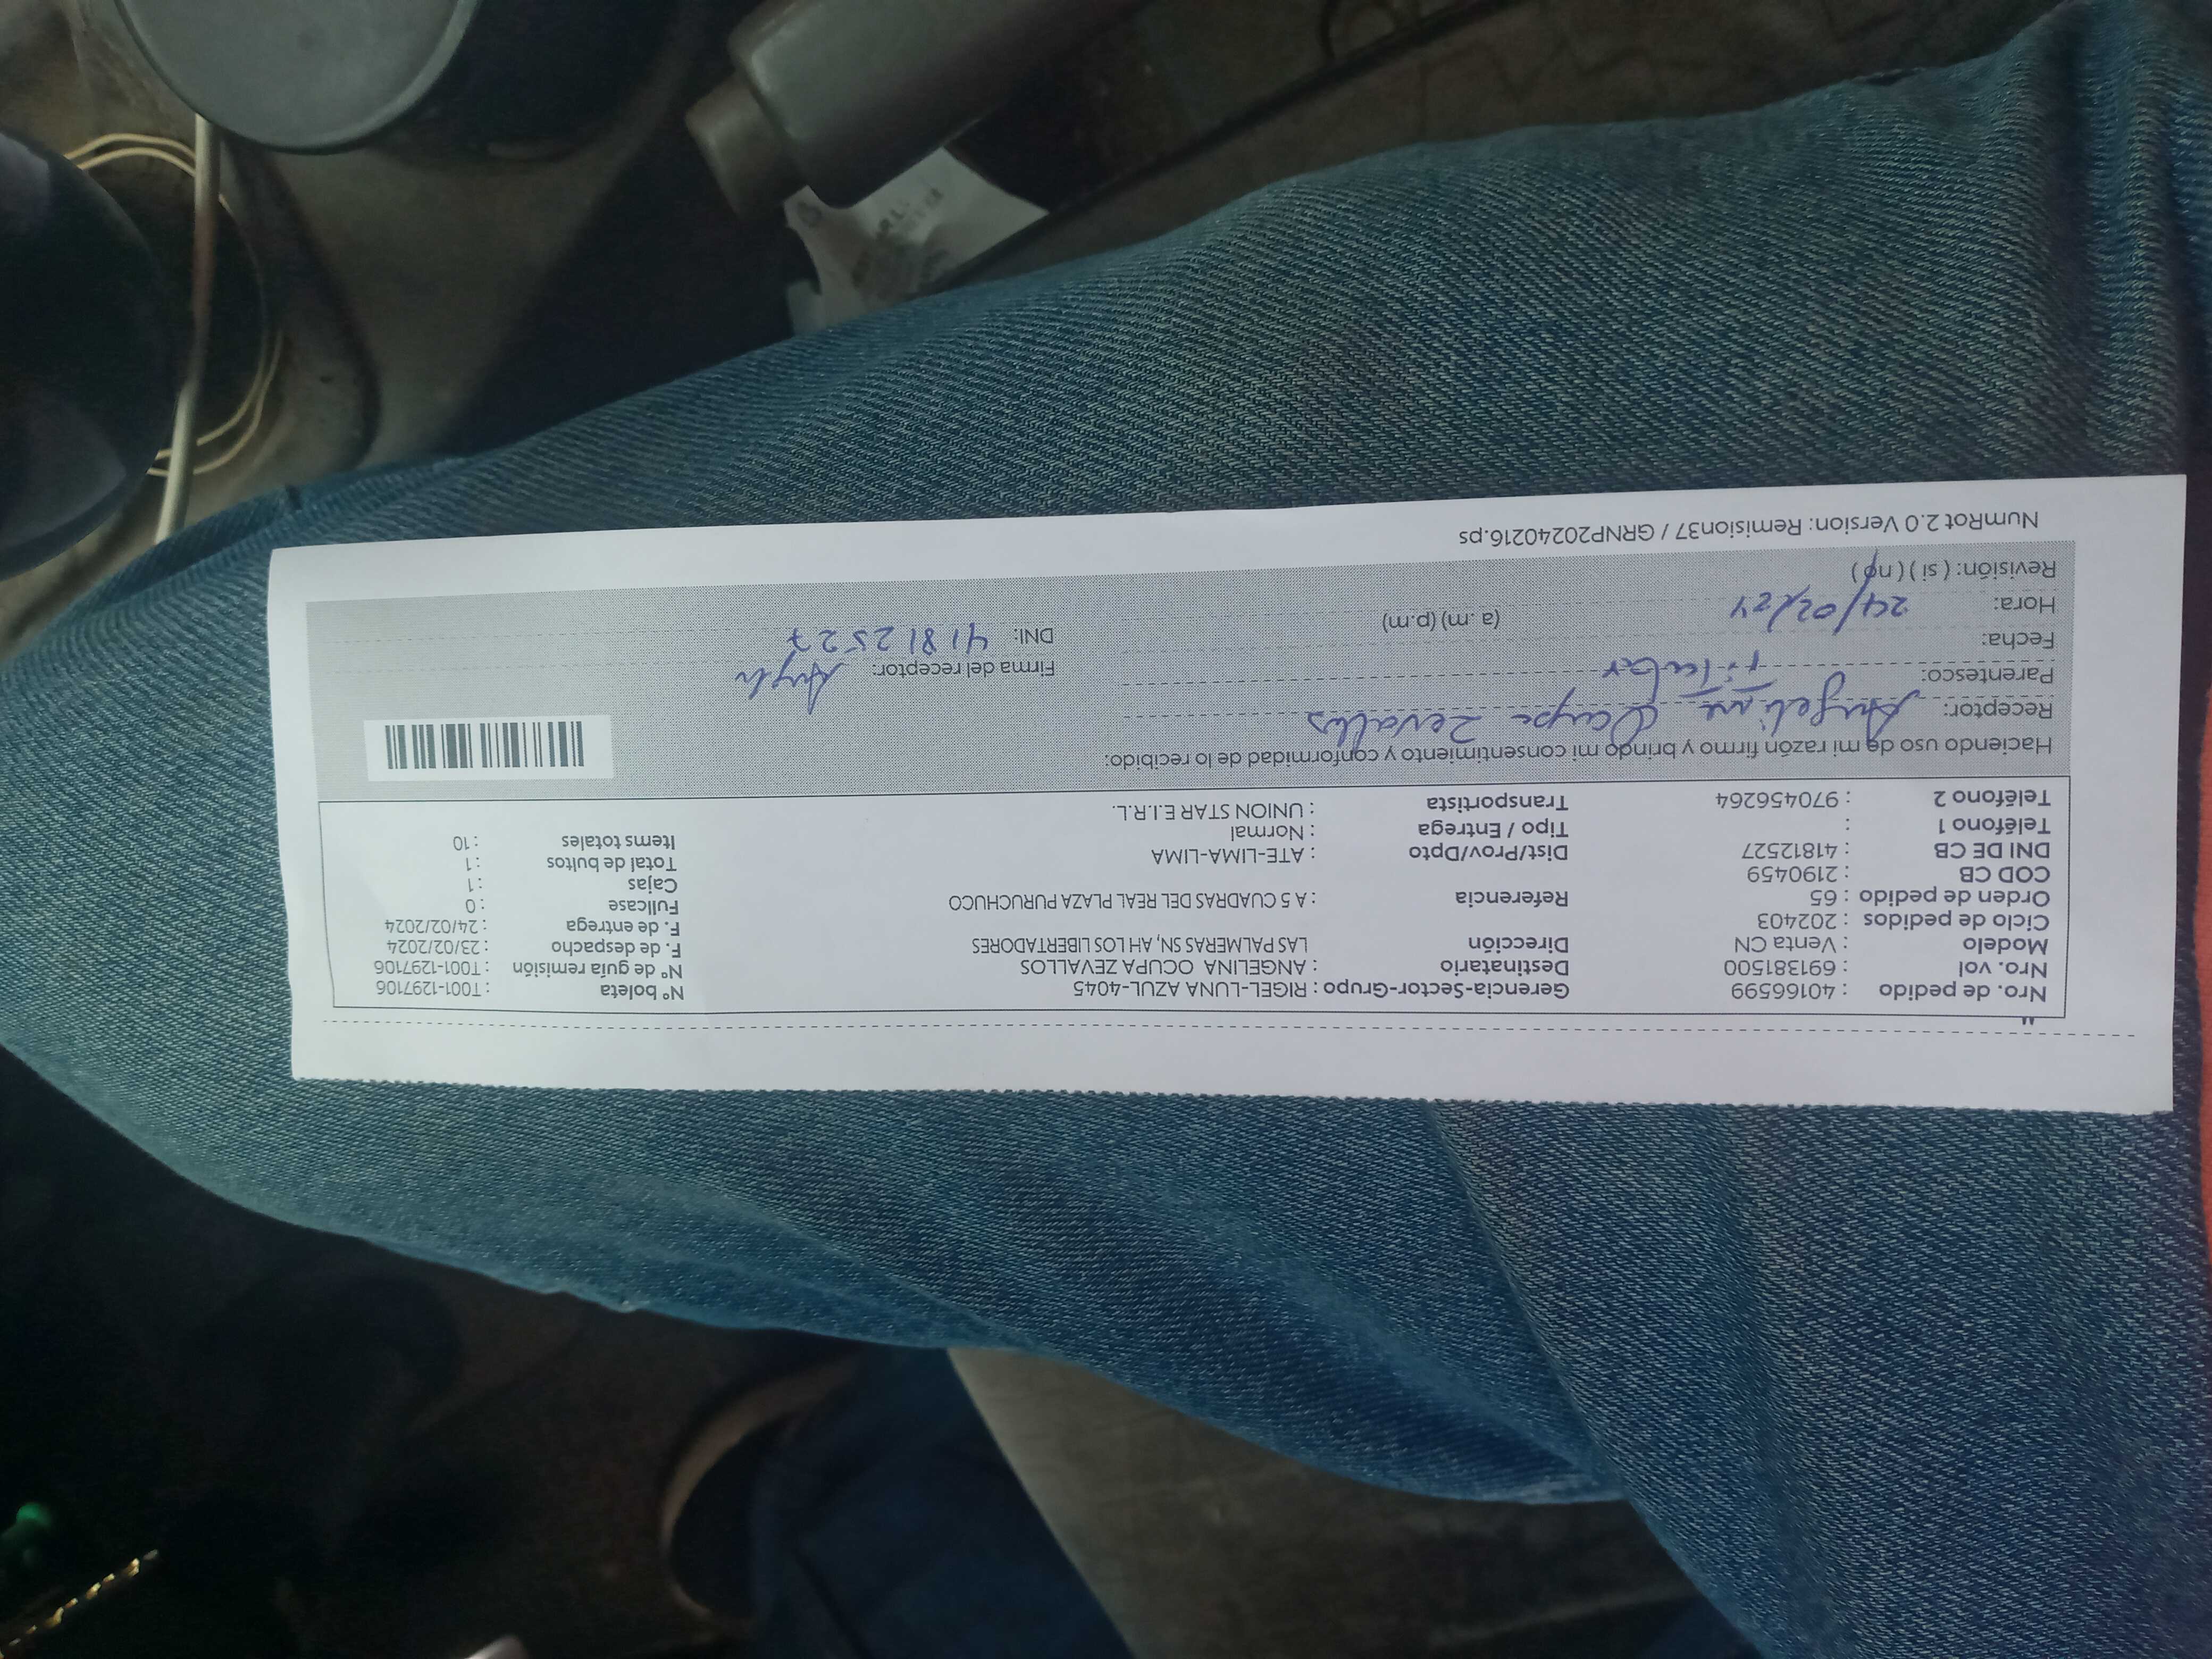 Nro. de pedido : 40166599 Gerencia-Sector-Grupo : RIGEL-LUNA AZUL-4045 N° boleta : T001-1297106
Nro. vol : 691381500 Destinatario : ANGELINA OCUPA ZEVALLOS N° de guía remisión : T001-1297106
Modelo : Venta CN Dirección LAS PALMERAS SN, AH LOS LIBERTADORES F. de despacho : 23/02/2024
Ciclo de pedidos : 202403 F. de entrega : 24/02/2024
Orden de pedido : 65 Referencia : A 5 CUADRAS DEL REAL PLAZA PURUCHUCO Fullcase : 0
COD CB : 2190459 Cajas : 1
DNI DE CB : 41812527 Dist/Prov/Dpto : ATE-LIMA-LIMA Total de bultos : 1
Teléfono 1 : Tipo / Entrega : Normal Items totales : 10
Teléfono 2 : 970456264 Transportista : UNION STAR E.I.R.L.
Haciendo uso de mi razón firmo y brindo mi consentimiento y conformidad de lo recibido:
Receptor: Zevallos
Parentesco: Titular Firma del receptor:
Fecha: DNI: 41812527
Hora: 24/02/24 (a.m) (p.m)
Revisión: ( si ) ( no )
NumRot 2.0 Version: Remision37 / GRNP20240216.ps